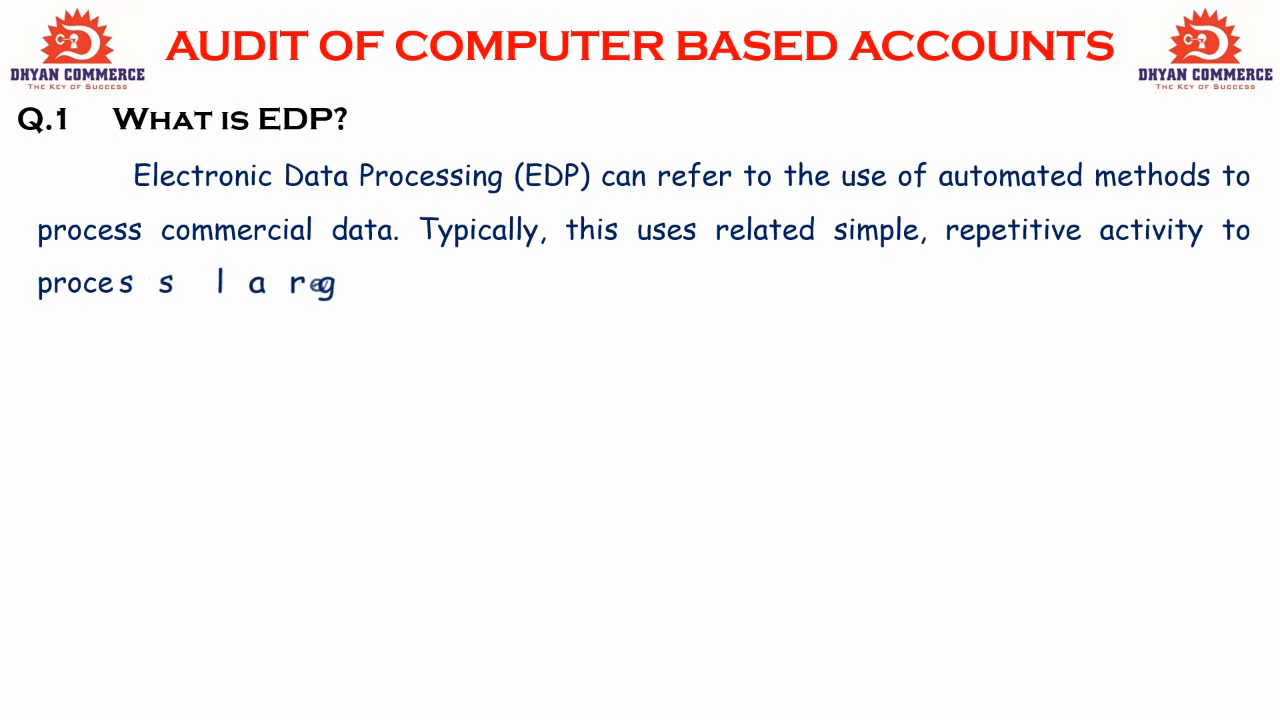 DHYAN COMMERCE
The Key of Success
AUDIT OF COMPUTER BASED ACCOUNTS
DHYAN COMMERCE
The Key of Success
Q.1 What is EDP?
Electronic Data Processing (EDP) can refer to the use of automated methods to
process commercial data. Typically, this uses related simple, repetitive activity to
process